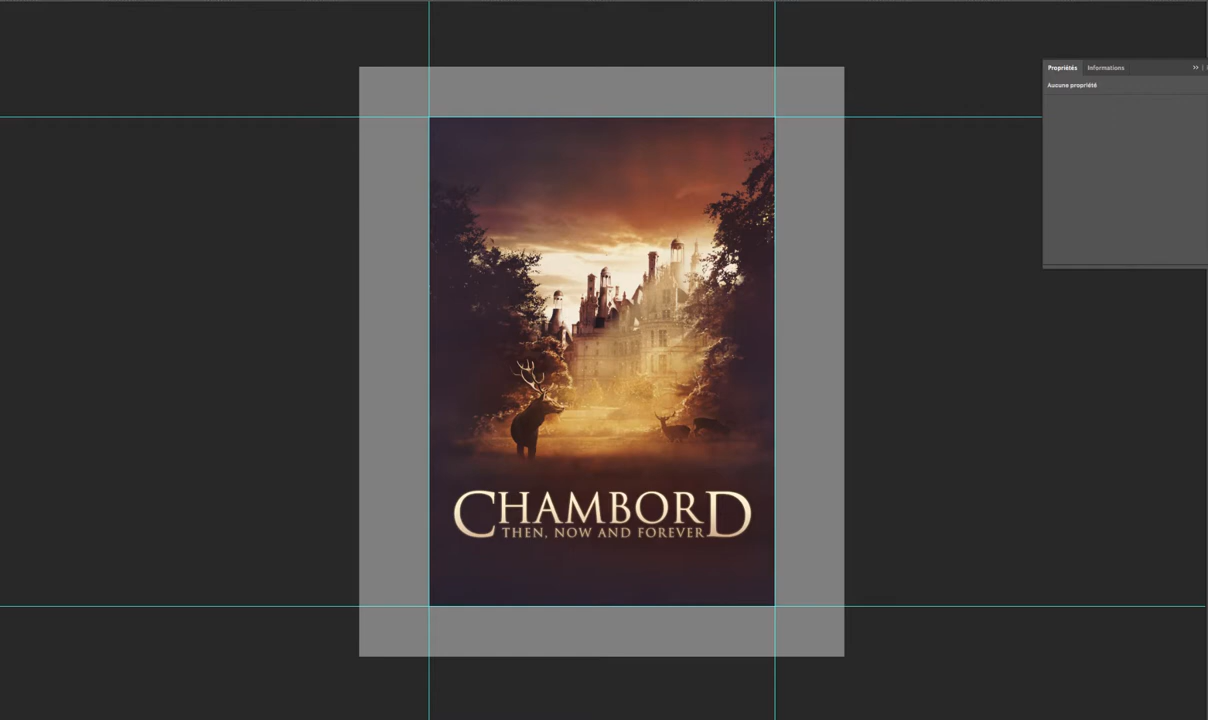 Propriétés Informations
Aucune propriété
CHAMBORD
THEN, NOW AND FOREVER